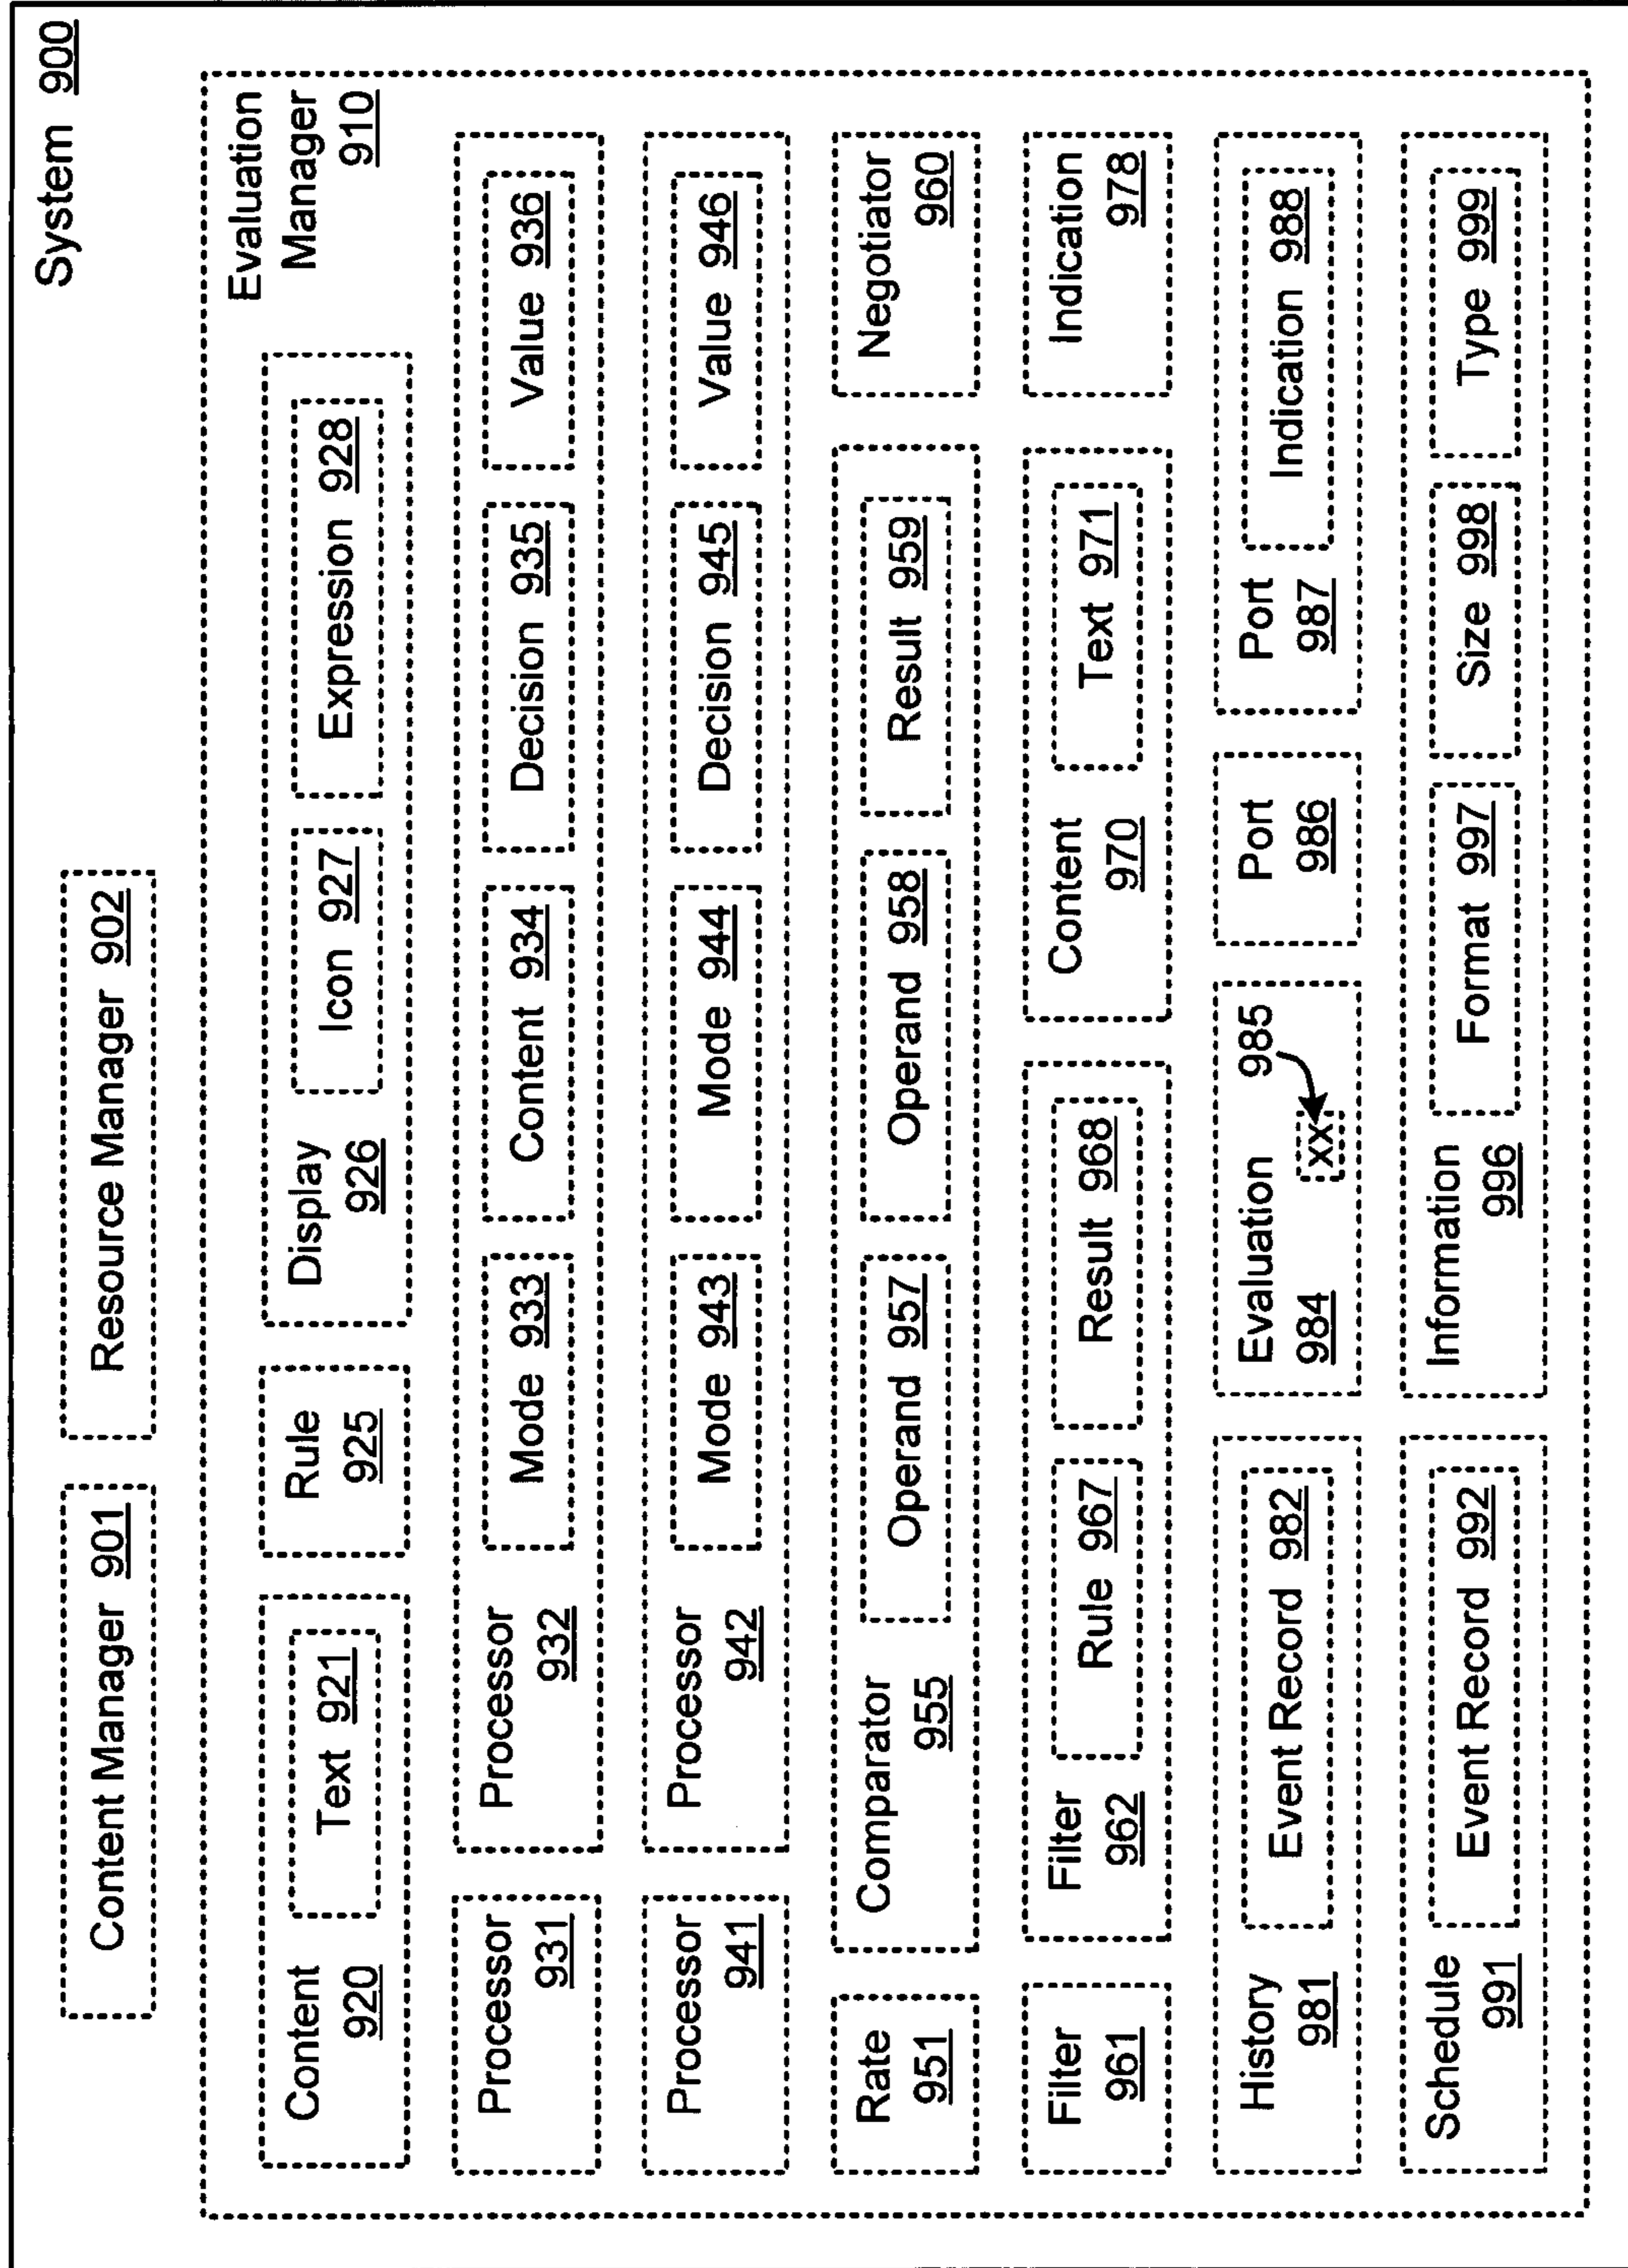 System 900
Content Manager 901
Resource Manager 902
Evaluation
Manager
910
Content
920
Text 921
Rule
925
Display
926
Icon 927
Expression 928
Processor
931
Processor
932
Mode 933
Content 934
Decision 935
Value 936
Processor
941
Processor
942
Mode 943
Mode 944
Decision 945
Value 946
Rate
951
Comparator
955
Operand 957
Operand 958
Result 959
Negotiator
960
Filter
961
Filter
962
Rule 967
Result 968
Content
970
Text 971
Indication
978
History
981
Event Record 982
Evaluation
984
985
xx
Port
986
Port
987
Indication 988
Schedule
991
Event Record 992
Information
996
Format 997
Size 998
Type 999